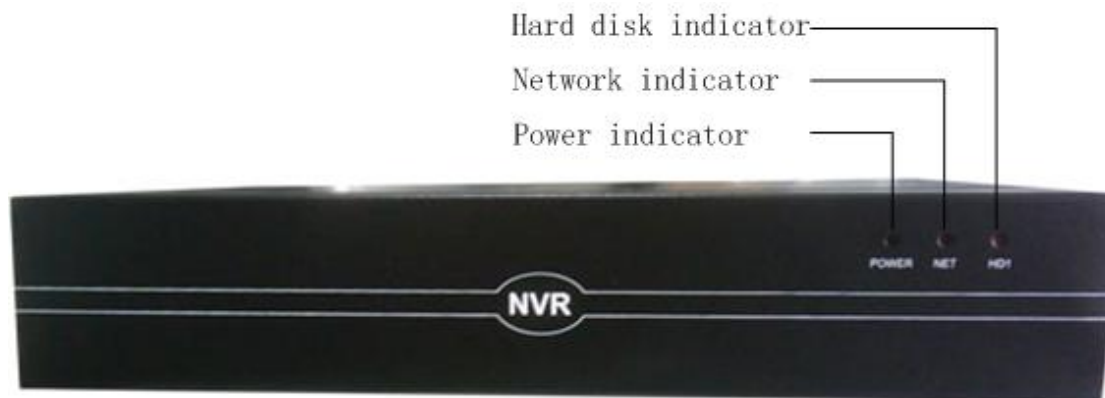 Hard disk indicator
Network indicator
Power indicator
POWER NET HD1
NVR